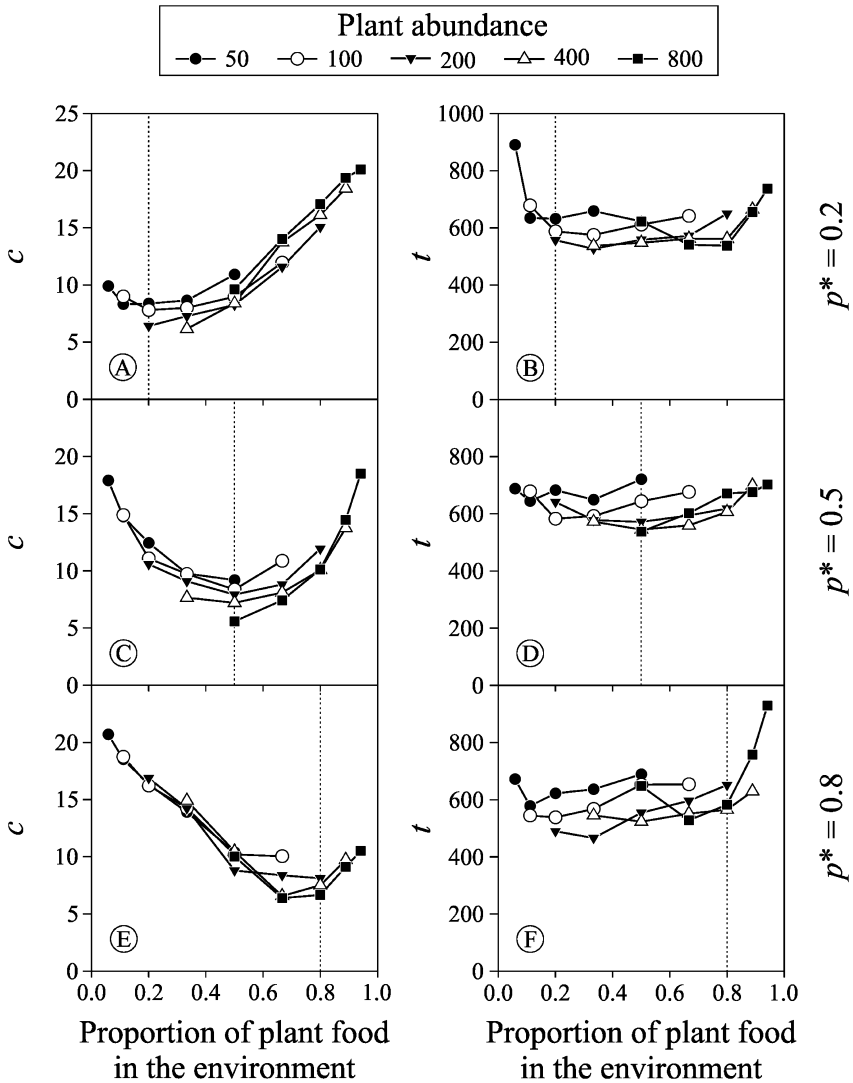 Plant abundance
50 100 200 400 800
25
20
15
10
5
0
c
A
1000
800
600
400
200
0
t
B
p* = 0.2
20
15
10
5
0
c
C
800
600
400
200
0
t
D
p* = 0.5
20
15
10
5
0
c
E
800
600
400
200
0
t
F
p* = 0.8
0.0 0.2 0.4 0.6 0.8 1.0
0.0 0.2 0.4 0.6 0.8 1.0
Proportion of plant food
in the environment
Proportion of plant food
in the environment